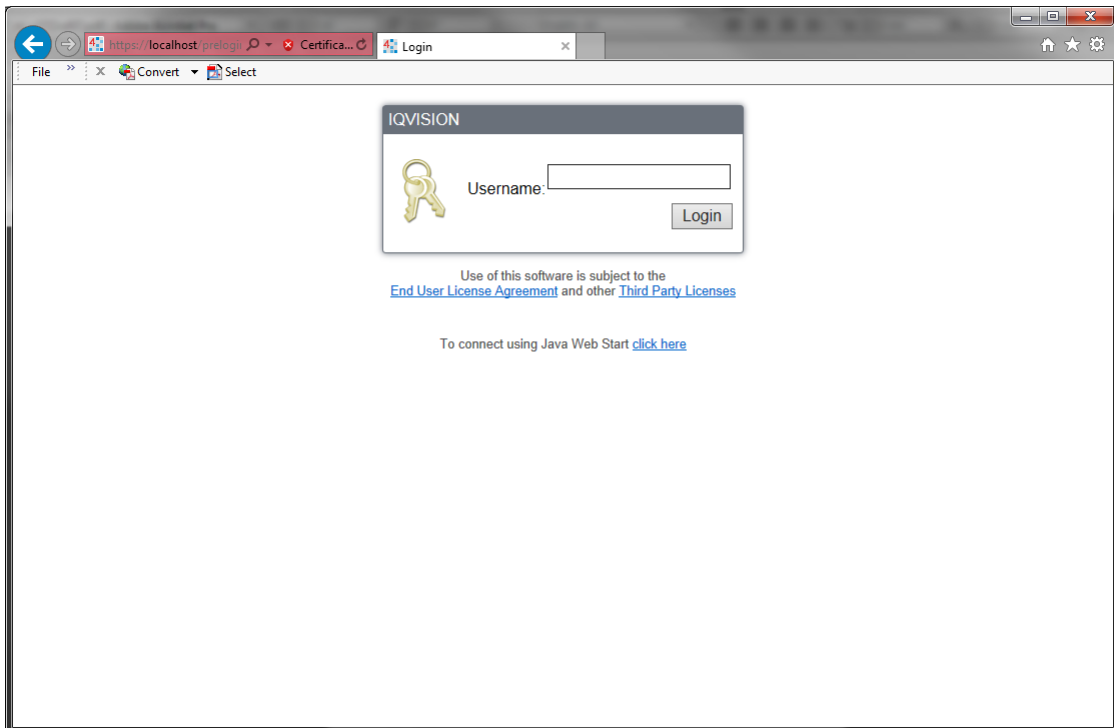 https://localhost/prelogi
Certifica...
Login
File
Convert
Select
IQVISION
Username:
Login
Use of this software is subject to the
End User License Agreement and other Third Party Licenses
To connect using Java Web Start click here